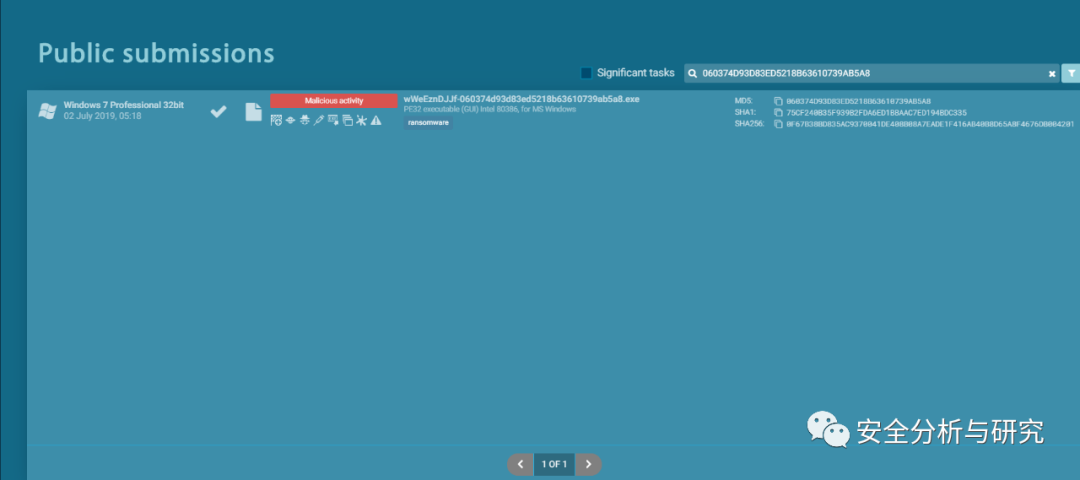 Public submissions
Significant tasks
060374D93D83ED5218B63610739AB5A8
Windows 7 Professional 32bit
02 July 2019, 05:18
Malicious activity
wWeEznDJJf-060374d93d83ed5218b63610739ab5a8.exe
PE32 executable (GUI) Intel 80386, for MS Windows
ransomware
MD5: 060374D93D83ED5218B63610739AB5A8
SHA1:
SHA256:
安全分析与研究
1 OF 1